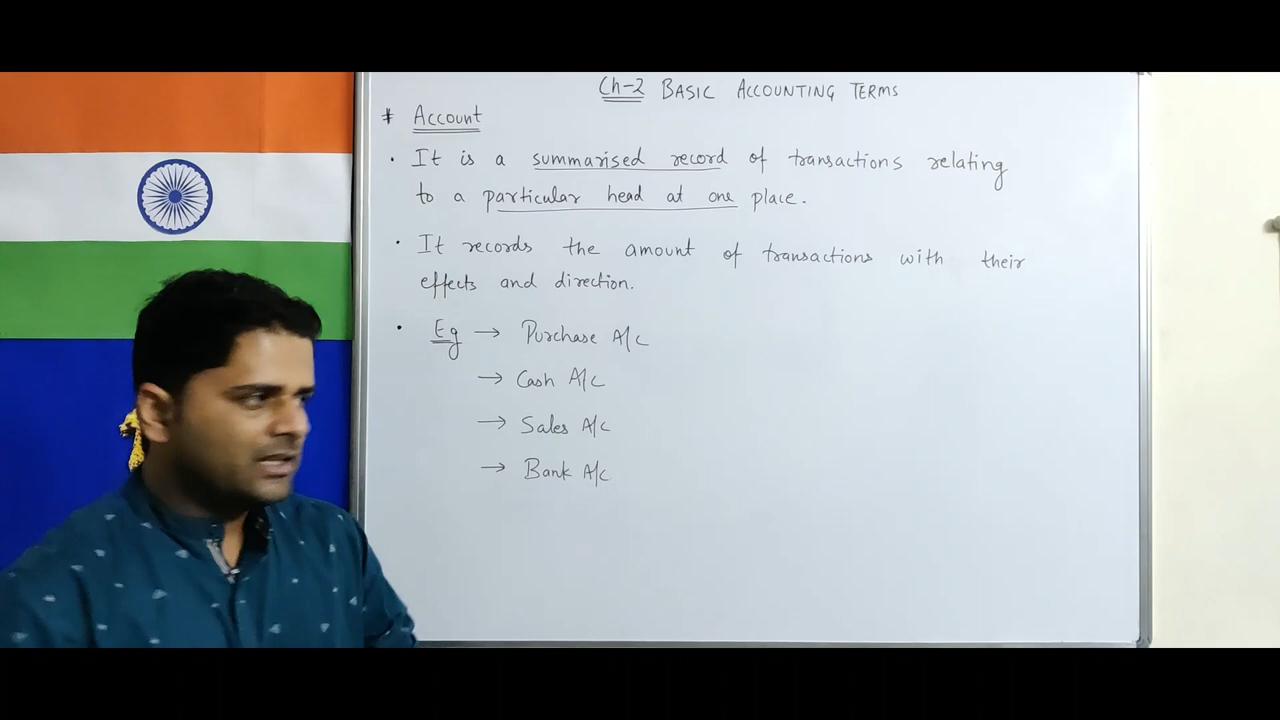 Ch-2 BASIC ACCOUNTING TERMS
# Account
· It is a summarised record of transactions relating
to a particular head at one place.
· It records the amount of transactions with their
effects and direction.
· Eg → Purchase A/C
→ Cash A/C
→ Sales A/C
→ Bank A/C